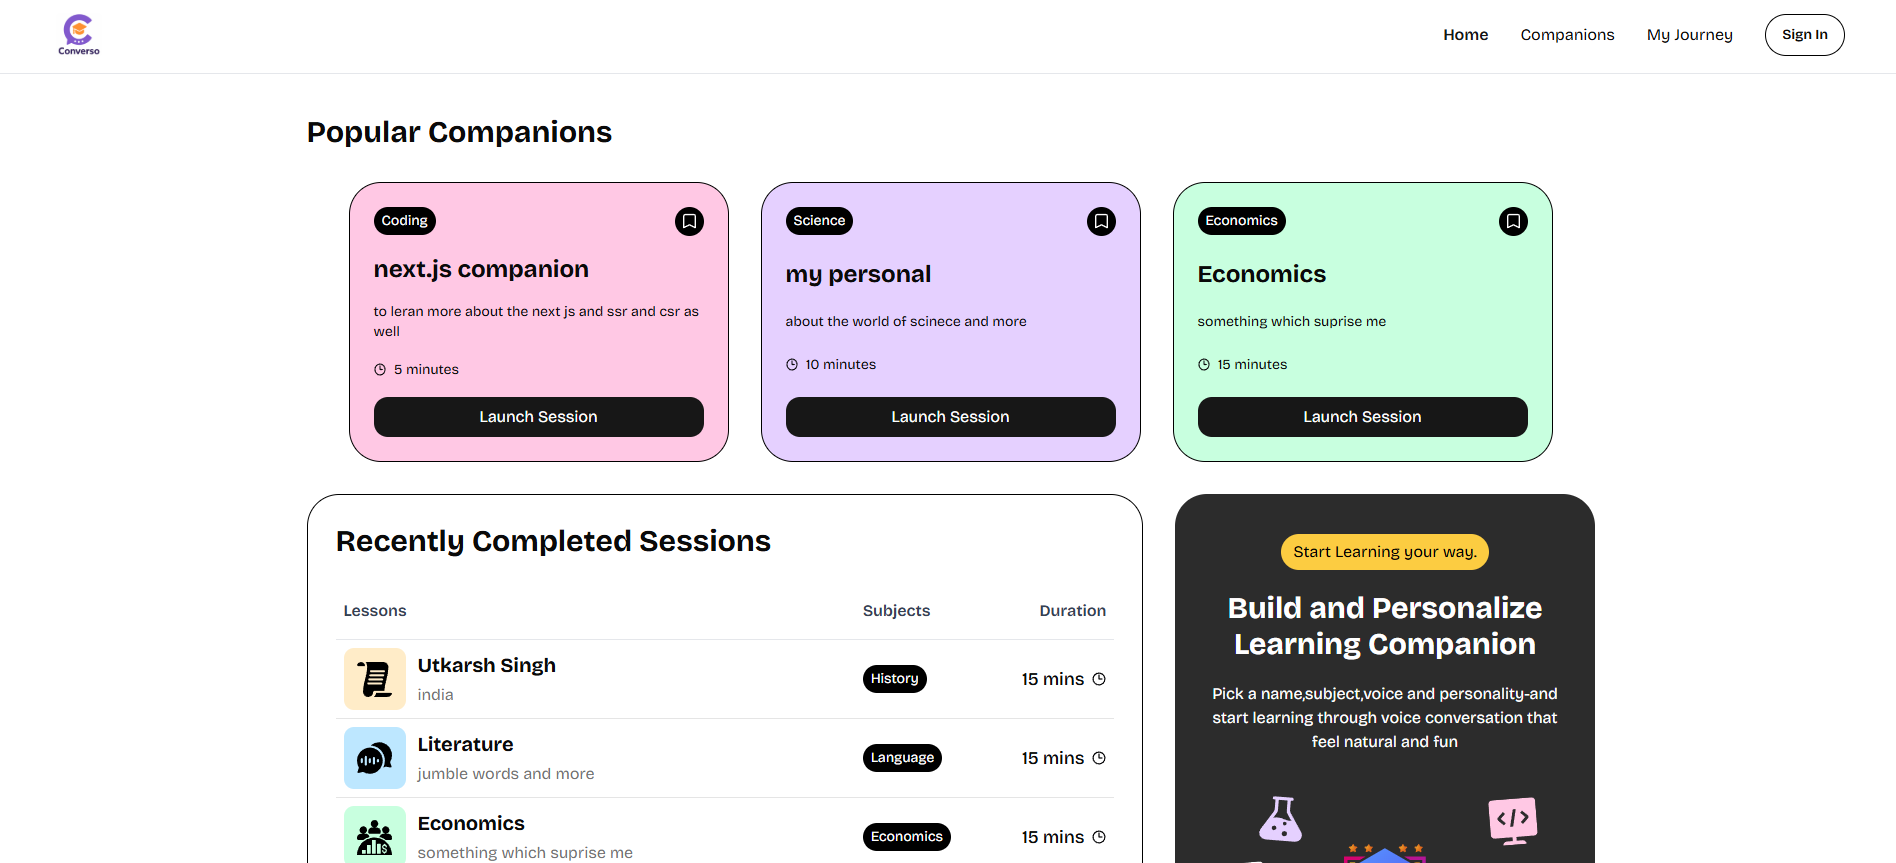 Converso
Home
Companions
My Journey
Sign In
Popular Companions
Coding
next.js companion
to leran more about the next js and ssr and csr as
well
5 minutes
Launch Session
Science
my personal
about the world of scinece and more
10 minutes
Launch Session
Economics
Economics
something which suprise me
15 minutes
Launch Session
Recently Completed Sessions
Lessons
Subjects
Duration
Utkarsh Singh
india
History
15 mins
Literature
jumble words and more
Language
15 mins
Economics
something which suprise me
Economics
15 mins
Start Learning your way.
Build and Personalize
Learning Companion
Pick a name,subject,voice and personality-and
start learning through voice conversation that
feel natural and fun